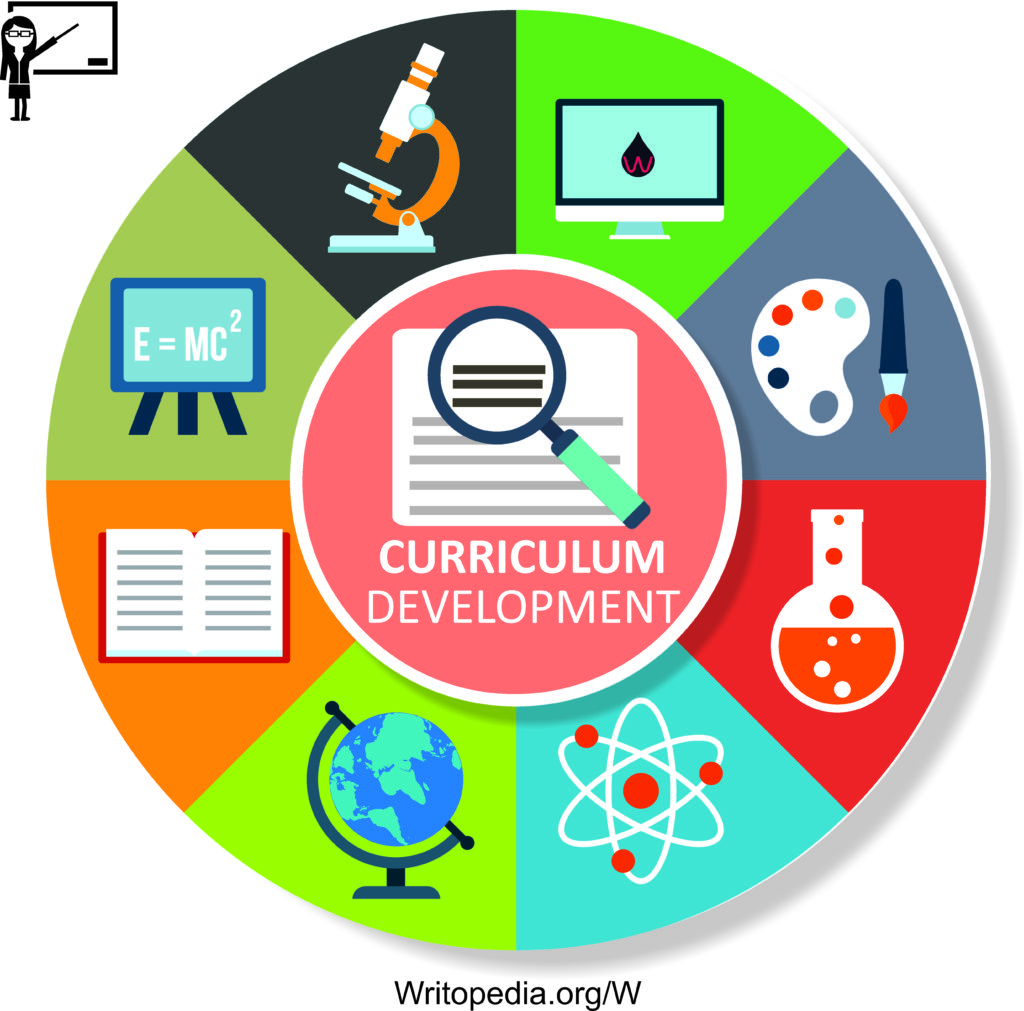 W
E = MC²
CURRICULUM
DEVELOPMENT
Writopedia.org/W